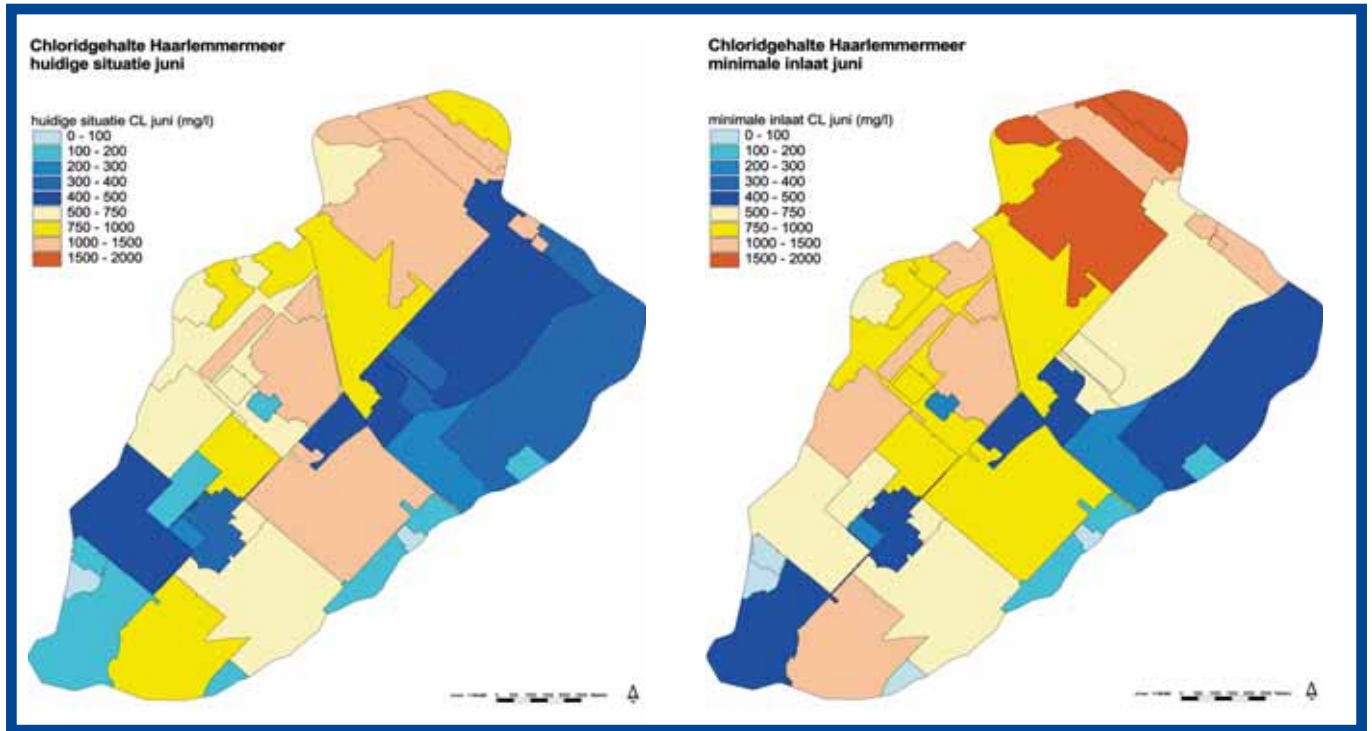 Chloridgehalte Haarlemmermeer
huidige situatie juni
huidige situatie CL juni (mg/l)
0 - 100
100 - 200
200 - 300
300 - 400
400 - 500
500 - 750
750 - 1000
1000 - 1500
1500 - 2000
Chloridgehalte Haarlemmermeer
minimale inlaat juni
minimale inlaat CL juni (mg/l)
0 - 100
100 - 200
200 - 300
300 - 400
400 - 500
500 - 750
750 - 1000
1000 - 1500
1500 - 2000